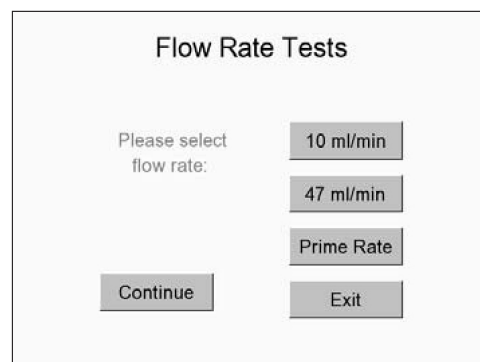 Flow Rate Tests
Please select
flow rate:
10 ml/min
47 ml/min
Prime Rate
Continue
Exit